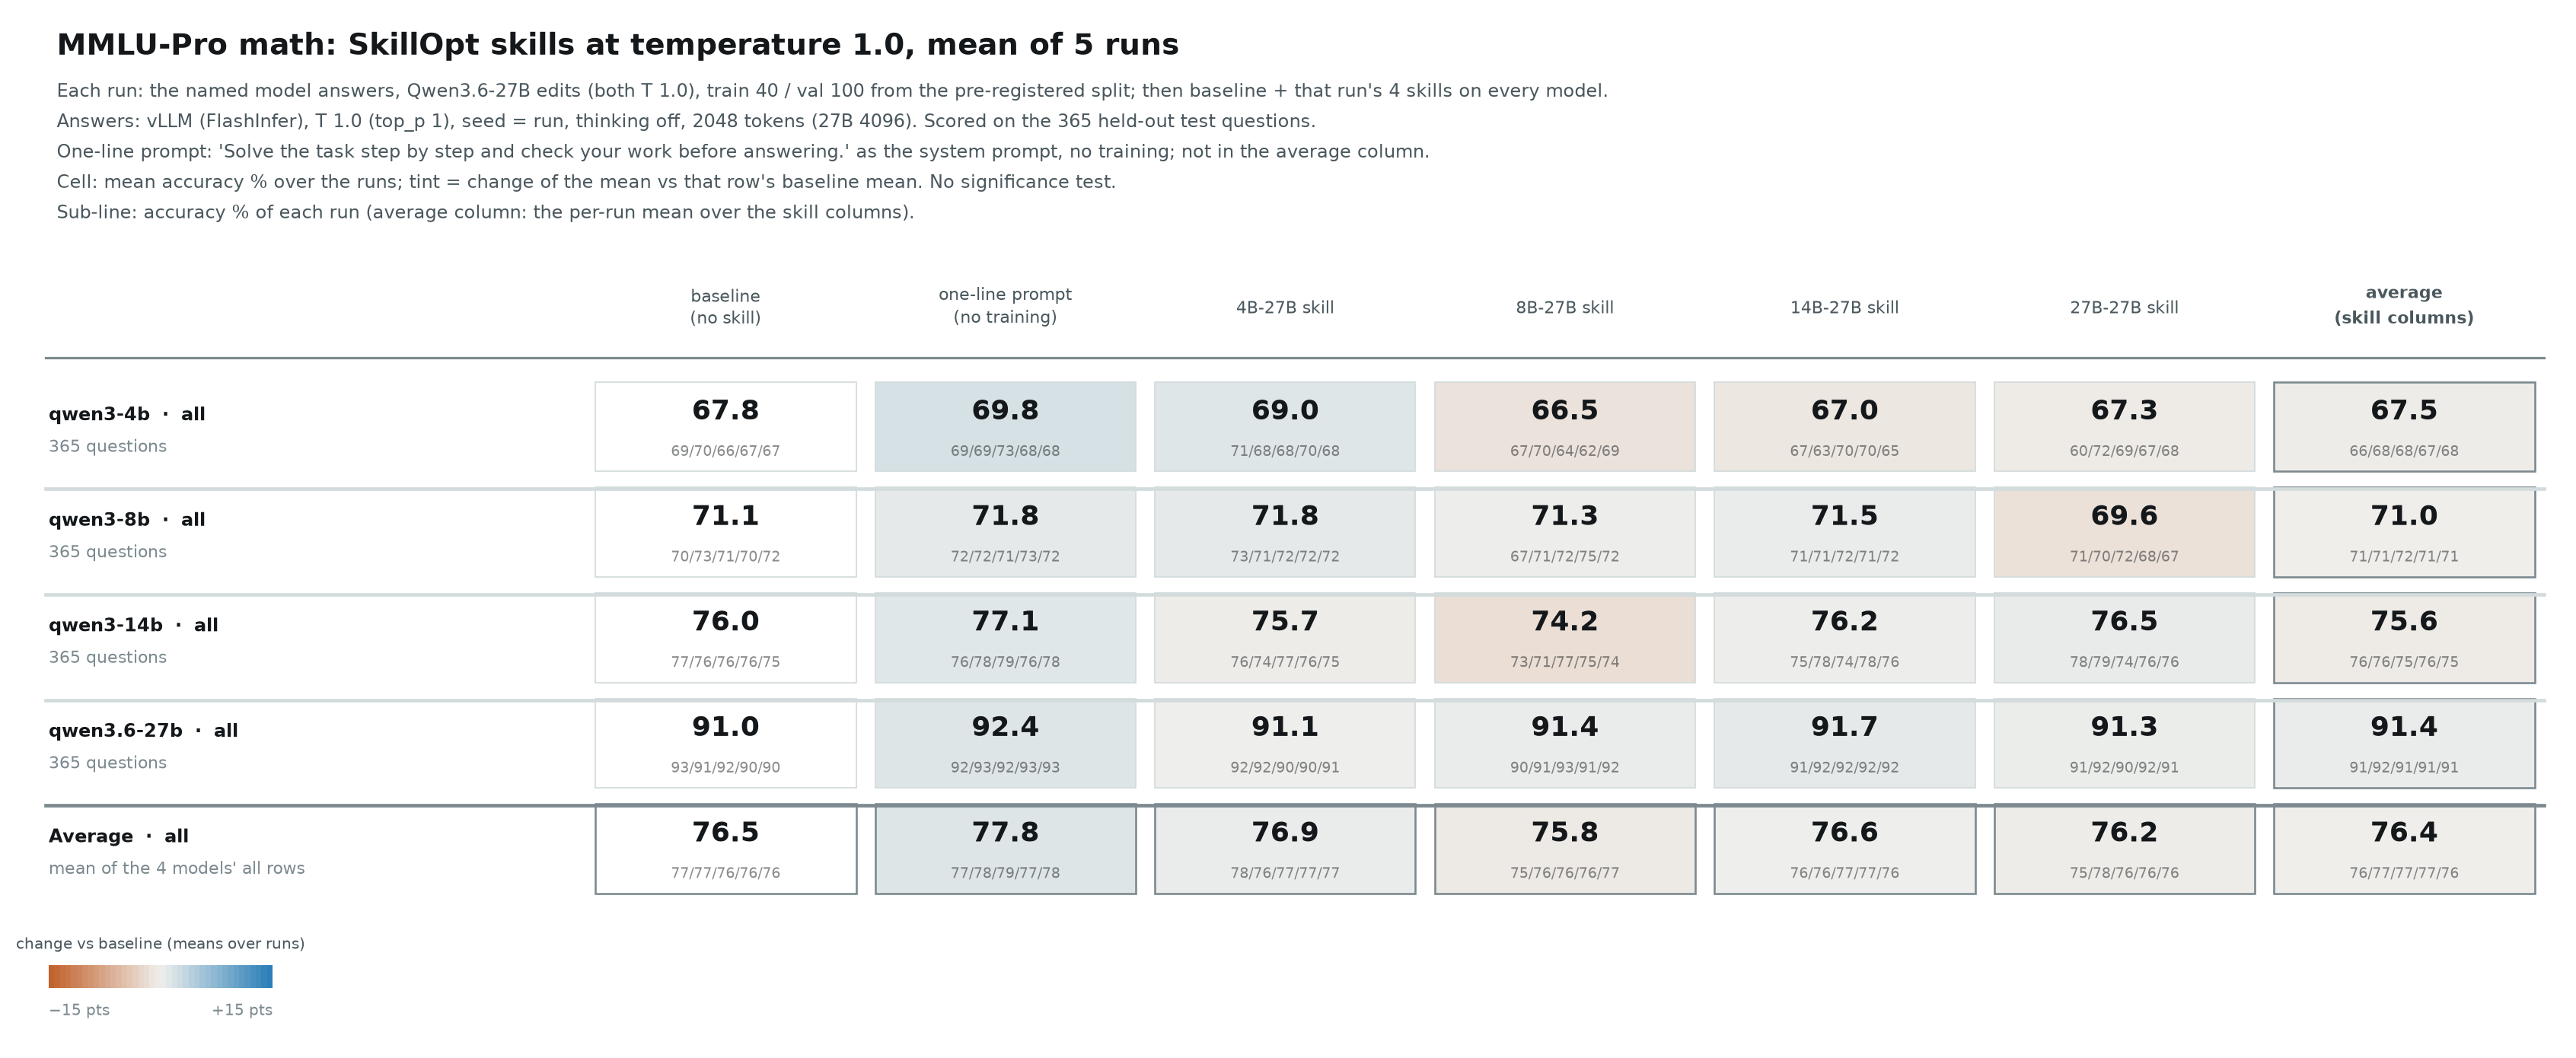 MMLU-Pro math: SkillOpt skills at temperature 1.0, mean of 5 runs
Each run: the named model answers, Qwen3.6-27B edits (both T 1.0), train 40 / val 100 from the pre-registered split; then baseline + that run's 4 skills on every model.
Answers: vLLM (FlashInfer), T 1.0 (top_p 1), seed = run, thinking off, 2048 tokens (27B 4096). Scored on the 365 held-out test questions.
One-line prompt: 'Solve the task step by step and check your work before answering.' as the system prompt, no training; not in the average column.
Cell: mean accuracy % over the runs; tint = change of the mean vs that row's baseline mean. No significance test.
Sub-line: accuracy % of each run (average column: the per-run mean over the skill columns).
baseline one-line prompt 4B-27B skill 8B-27B skill 14B-27B skill 27B-27B skill average
(no skill) (no training) (skill columns)
qwen3-4b · all 67.8 69.8 69.0 66.5 67.0 67.3 67.5
365 questions 69/70/66/67/67 69/69/73/68/68 71/68/68/70/68 67/70/64/62/69 67/63/70/70/65 60/72/69/67/68 66/68/68/67/68
qwen3-8b · all 71.1 71.8 71.8 71.3 71.5 69.6 71.0
365 questions 70/73/71/70/72 72/72/71/73/72 73/71/72/72/72 67/71/72/75/72 71/71/72/71/72 71/70/72/68/67 71/71/72/71/71
qwen3-14b · all 76.0 77.1 75.7 74.2 76.2 76.5 75.6
365 questions 77/76/76/76/75 76/78/79/76/78 76/74/77/76/75 73/71/77/75/74 75/78/74/78/76 78/79/74/76/76 76/76/75/76/75
qwen3.6-27b · all 91.0 92.4 91.1 91.4 91.7 91.3 91.4
365 questions 93/91/92/90/90 92/93/92/93/93 92/92/90/90/91 90/91/93/91/92 91/92/92/92/92 91/92/90/92/91 91/92/91/91/91
Average · all 76.5 77.8 76.9 75.8 76.6 76.2 76.4
mean of the 4 models' all rows 77/77/76/76/76 77/78/79/77/78 78/76/77/77/77 75/76/76/76/77 76/76/77/77/76 75/78/76/76/76 76/77/77/77/76
change vs baseline (means over runs)
−15 pts +15 pts